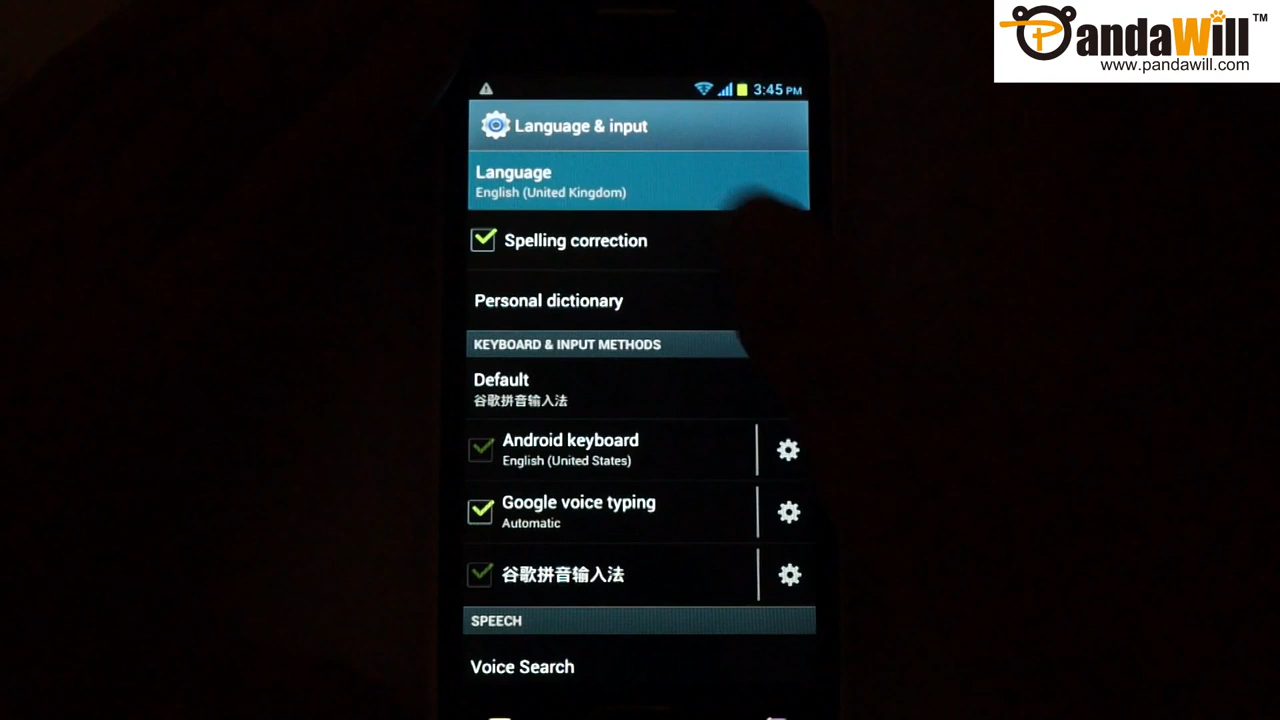 PandaWill™
www.pandawill.com
3:45 PM
Language & input
Language
English (United Kingdom)
Spelling correction
Personal dictionary
KEYBOARD & INPUT METHODS
Default
谷歌拼音输入法
Android keyboard
English (United States)
Google voice typing
Automatic
谷歌拼音输入法
SPEECH
Voice Search